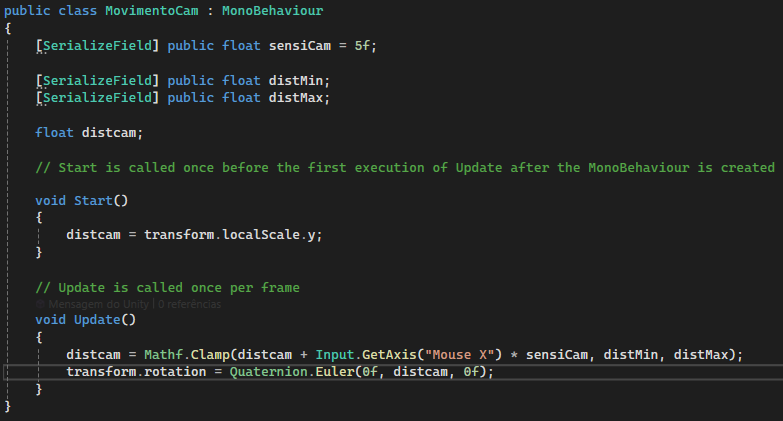 public class MovimentoCam : MonoBehaviour
{
[SerializeField] public float sensiCam = 5f;
[SerializeField] public float distMin;
[SerializeField] public float distMax;
float distcam;
// Start is called once before the first execution of Update after the MonoBehaviour is created
void Start()
{
distcam = transform.localScale.y;
}
// Update is called once per frame
Mensagem do Unity | 0 referências
void Update()
{
distcam = Mathf.Clamp(distcam + Input.GetAxis("Mouse X") * sensiCam, distMin, distMax);
transform.rotation = Quaternion.Euler(0f, distcam, 0f);
}
}